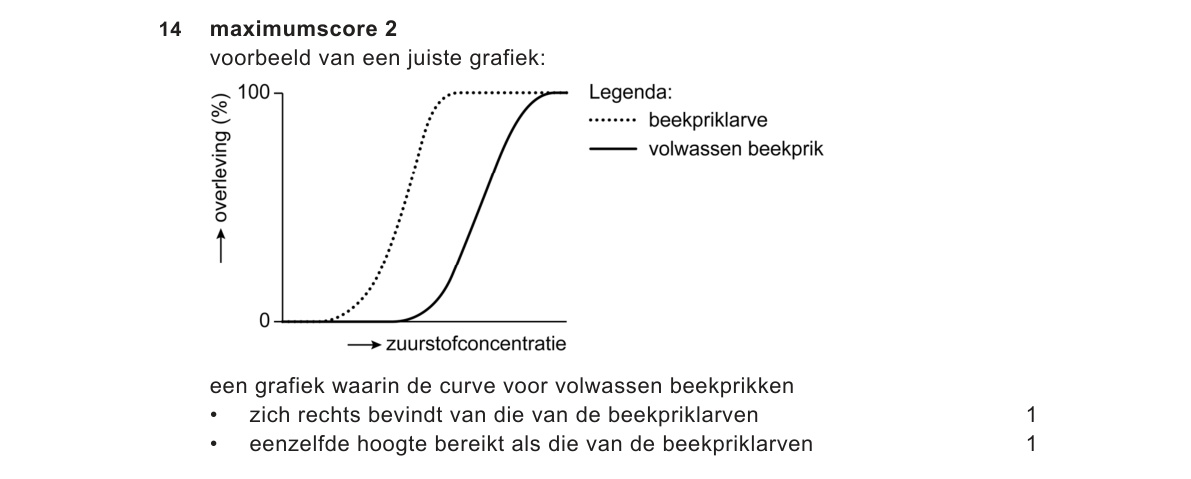 14 maximumscore 2
voorbeeld van een juiste grafiek:
100
overleving (%)
0
zuurstofconcentratie
Legenda:
beekpriklarve
volwassen beekprik
een grafiek waarin de curve voor volwassen beekprikken
• zich rechts bevindt van die van de beekpriklarven 1
• eenzelfde hoogte bereikt als die van de beekpriklarven 1